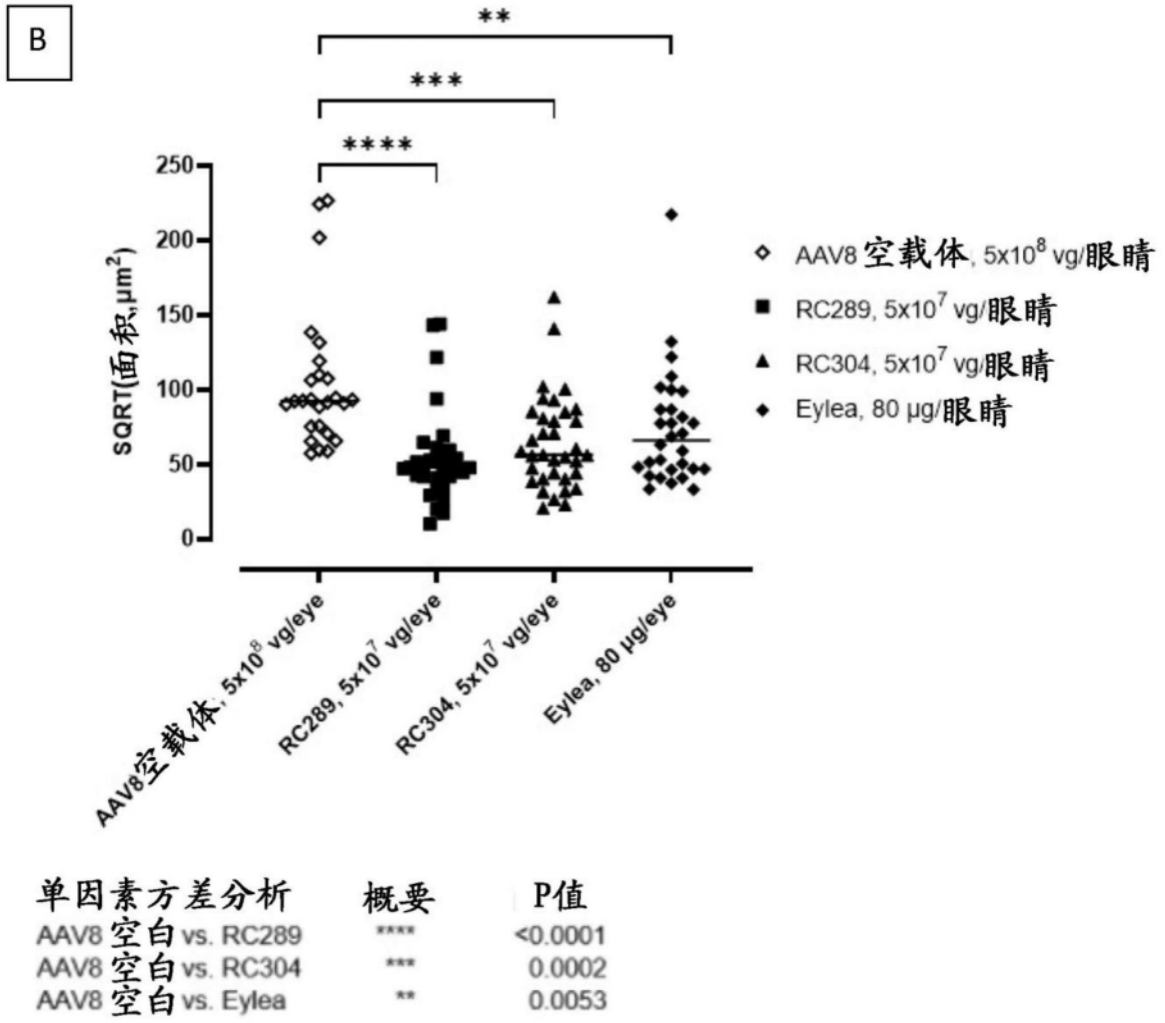 B
**
***
****
250
200
150
100
50
0
SQRT(面积,μm²)
AAV8 空载体, 5x10⁸ vg/眼睛
RC289, 5x10⁷ vg/眼睛
RC304, 5x10⁷ vg/眼睛
Eylea, 80 μg/眼睛
AAV8空载体, 5x10⁸ vg/eye
RC289, 5x10⁷ vg/eye
RC304, 5x10⁷ vg/eye
Eylea, 80 μg/eye
单因素方差分析 概要 P值
AAV8 空白 vs. RC289 **** <0.0001
AAV8 空白 vs. RC304 *** 0.0002
AAV8 空白 vs. Eylea ** 0.0053